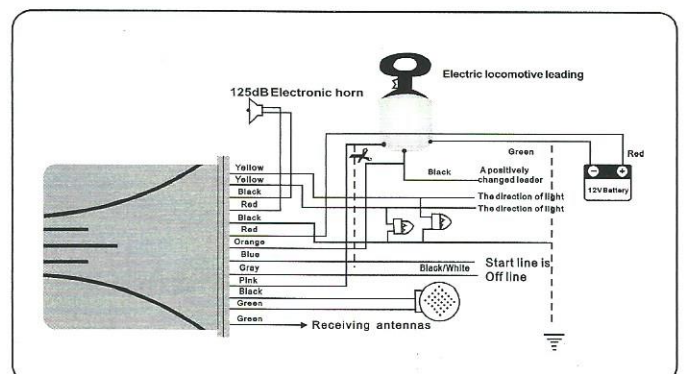 Electric locomotive leading
125dB Electronic horn
Green
Red
Yellow
Yellow
Black
Red
Black
Red
Orange
Blue
Gray
Pink
Black
Green
Green
Black
A positively
changed leader
12V Battery
The direction of light
The direction of light
Black/White
Start line is
Off line
Receiving antennas